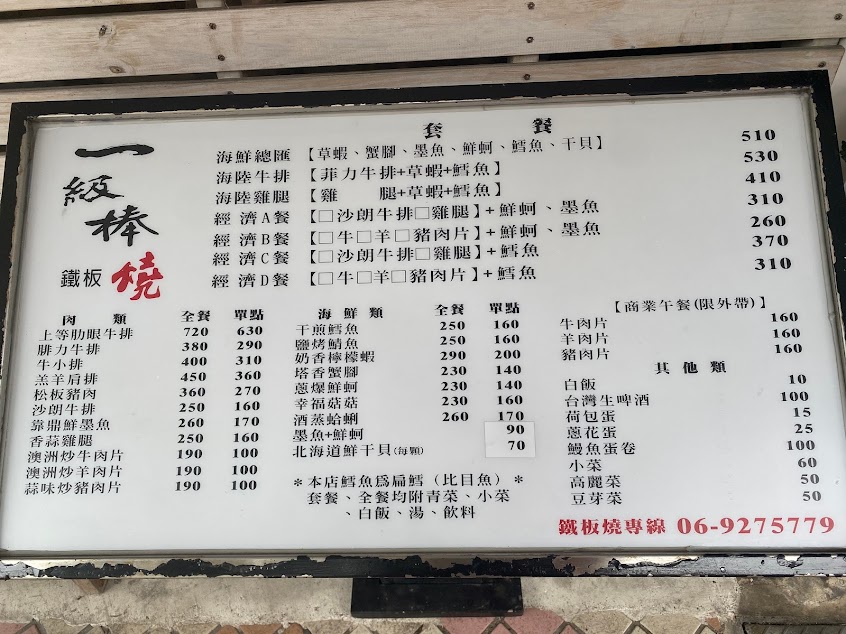 一級棒
鐵板燒
套餐
海鮮總匯【草蝦、蟹腳、墨魚、鮮蚵、鱈魚、干貝】 510
海陸牛排【菲力牛排+草蝦+鱈魚】 530
海陸雞腿【雞 腿+草蝦+鱈魚】 410
經濟A餐【□沙朗牛排□雞腿】+鮮蚵、墨魚 310
經濟B餐【□牛□羊□豬肉片】+鮮蚵、墨魚 260
經濟C餐【□沙朗牛排□雞腿】+鱈魚 370
經濟D餐【□牛□羊□豬肉片】+鱈魚 310
肉類 全餐 單點
上等肋眼牛排 720 630
腓力牛排 380 290
牛小排 400 310
羔羊肩排 450 360
松板豬肉 360 270
沙朗牛排 250 160
靠鼎鮮墨魚 260 170
香蒜雞腿 250 160
澳洲炒牛肉片 190 100
澳洲炒羊肉片 190 100
蒜味炒豬肉片 190 100
海鮮類 全餐 單點
干煎鱈魚 250 160
鹽烤鯖魚 250 160
奶香檸檬蝦 290 200
塔香蟹腳 230 140
蔥爆鮮蚵 230 140
幸福菇菇 230 160
酒蒸蛤蜊 260 170
墨魚+鮮蚵 90
北海道鮮干貝(每顆) 70
＊本店鱈魚為扁鱈（比目魚）＊
套餐、全餐均附青菜、小菜
、白飯、湯、飲料
【商業午餐(限外帶)】
牛肉片 160
羊肉片 160
豬肉片 160
其他類
白飯 10
台灣生啤酒 100
荷包蛋 15
蔥花蛋 25
鰻魚蛋卷 100
小菜 60
高麗菜 50
豆芽菜 50
鐵板燒專線 06-9275779